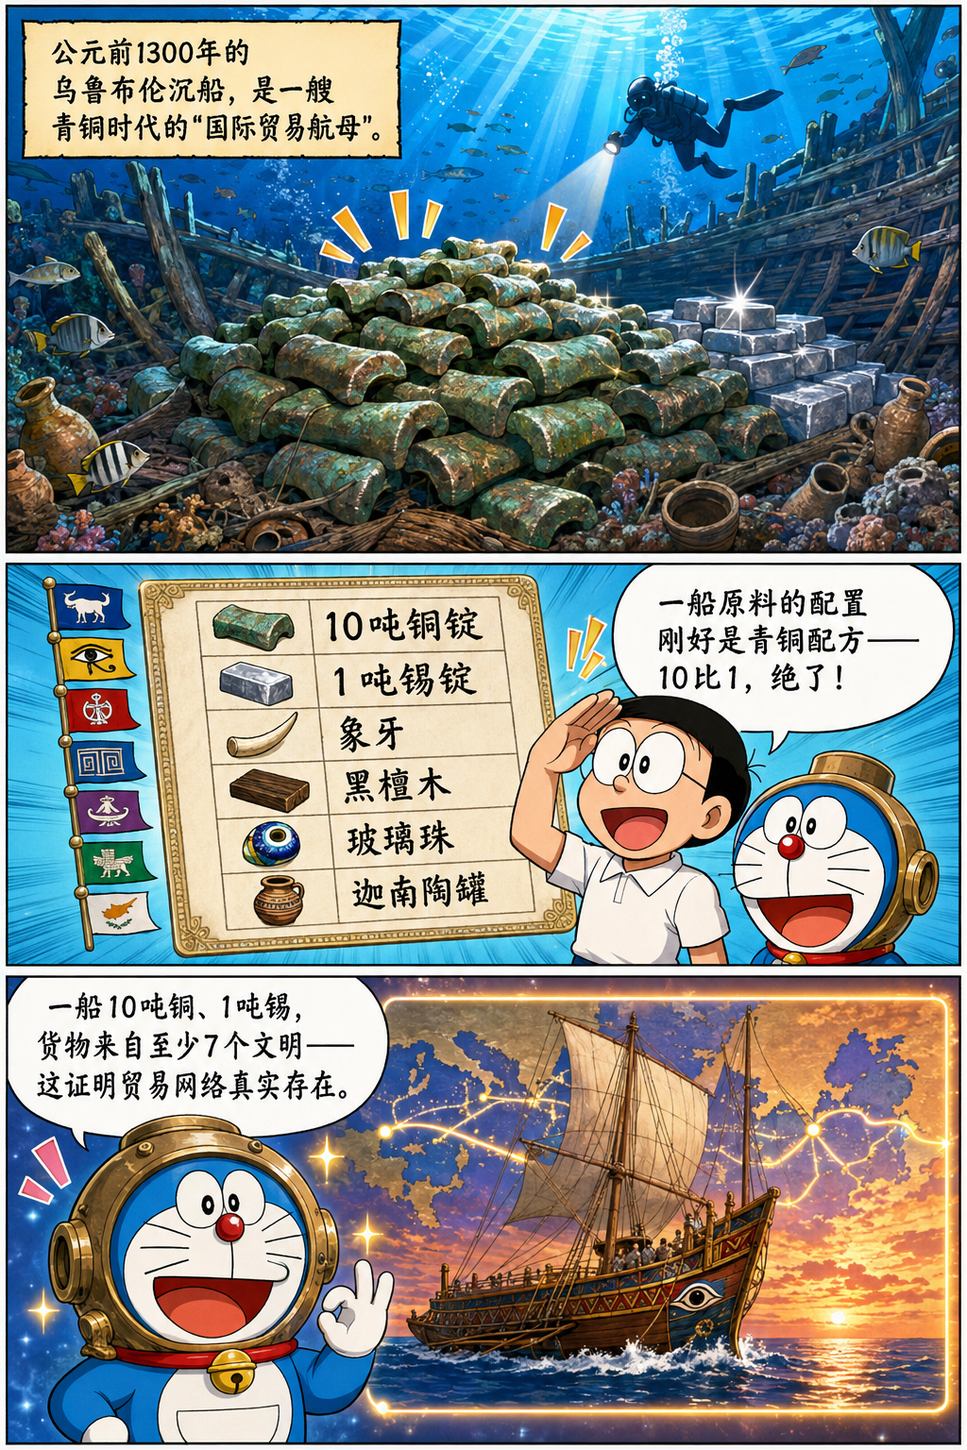 公元前1300年的
乌鲁布伦沉船，是一艘
青铜时代的“国际贸易航母”。
10吨铜锭
1吨锡锭
象牙
黑檀木
玻璃珠
迦南陶罐
一船原料的配置
刚好是青铜配方——
10比1，绝了！
一船10吨铜、1吨锡，
货物来自至少7个文明——
这证明贸易网络真实存在。